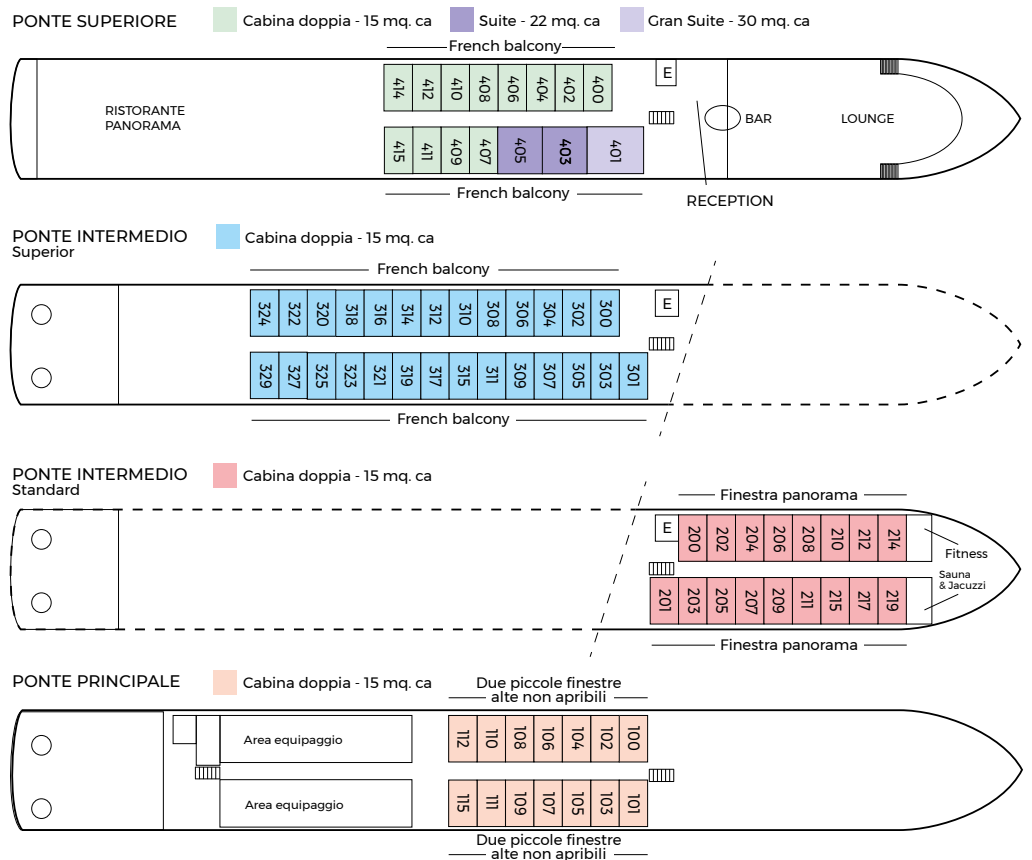 PONTE SUPERIORE
Cabina doppia - 15 mq. ca
Suite - 22 mq. ca
Gran Suite - 30 mq. ca
French balcony
414 412 410 408 406 404 402 400
E
RISTORANTE
PANORAMA
BAR
LOUNGE
415 411 409 407 405 403 401
French balcony
RECEPTION
PONTE INTERMEDIO
Superior
Cabina doppia - 15 mq. ca
French balcony
324 322 320 318 316 314 312 310 308 306 304 302 300
E
329 327 325 323 321 319 317 315 311 309 307 305 303 301
French balcony
PONTE INTERMEDIO
Standard
Cabina doppia - 15 mq. ca
Finestra panorama
E
200 202 204 206 208 210 212 214
Fitness
Sauna
& Jacuzzi
201 203 205 207 209 211 215 217 219
Finestra panorama
PONTE PRINCIPALE
Cabina doppia - 15 mq. ca
Due piccole finestre
alte non apribili
Area equipaggio
112 110 108 106 104 102 100
Area equipaggio
115 111 109 107 105 103 101
Due piccole finestre
alte non apribili